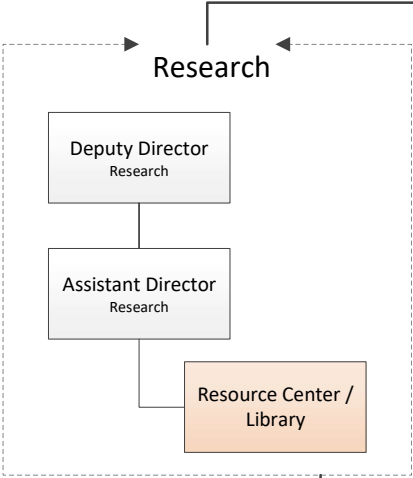 Research
Deputy Director
Research
Assistant Director
Research
Resource Center /
Library